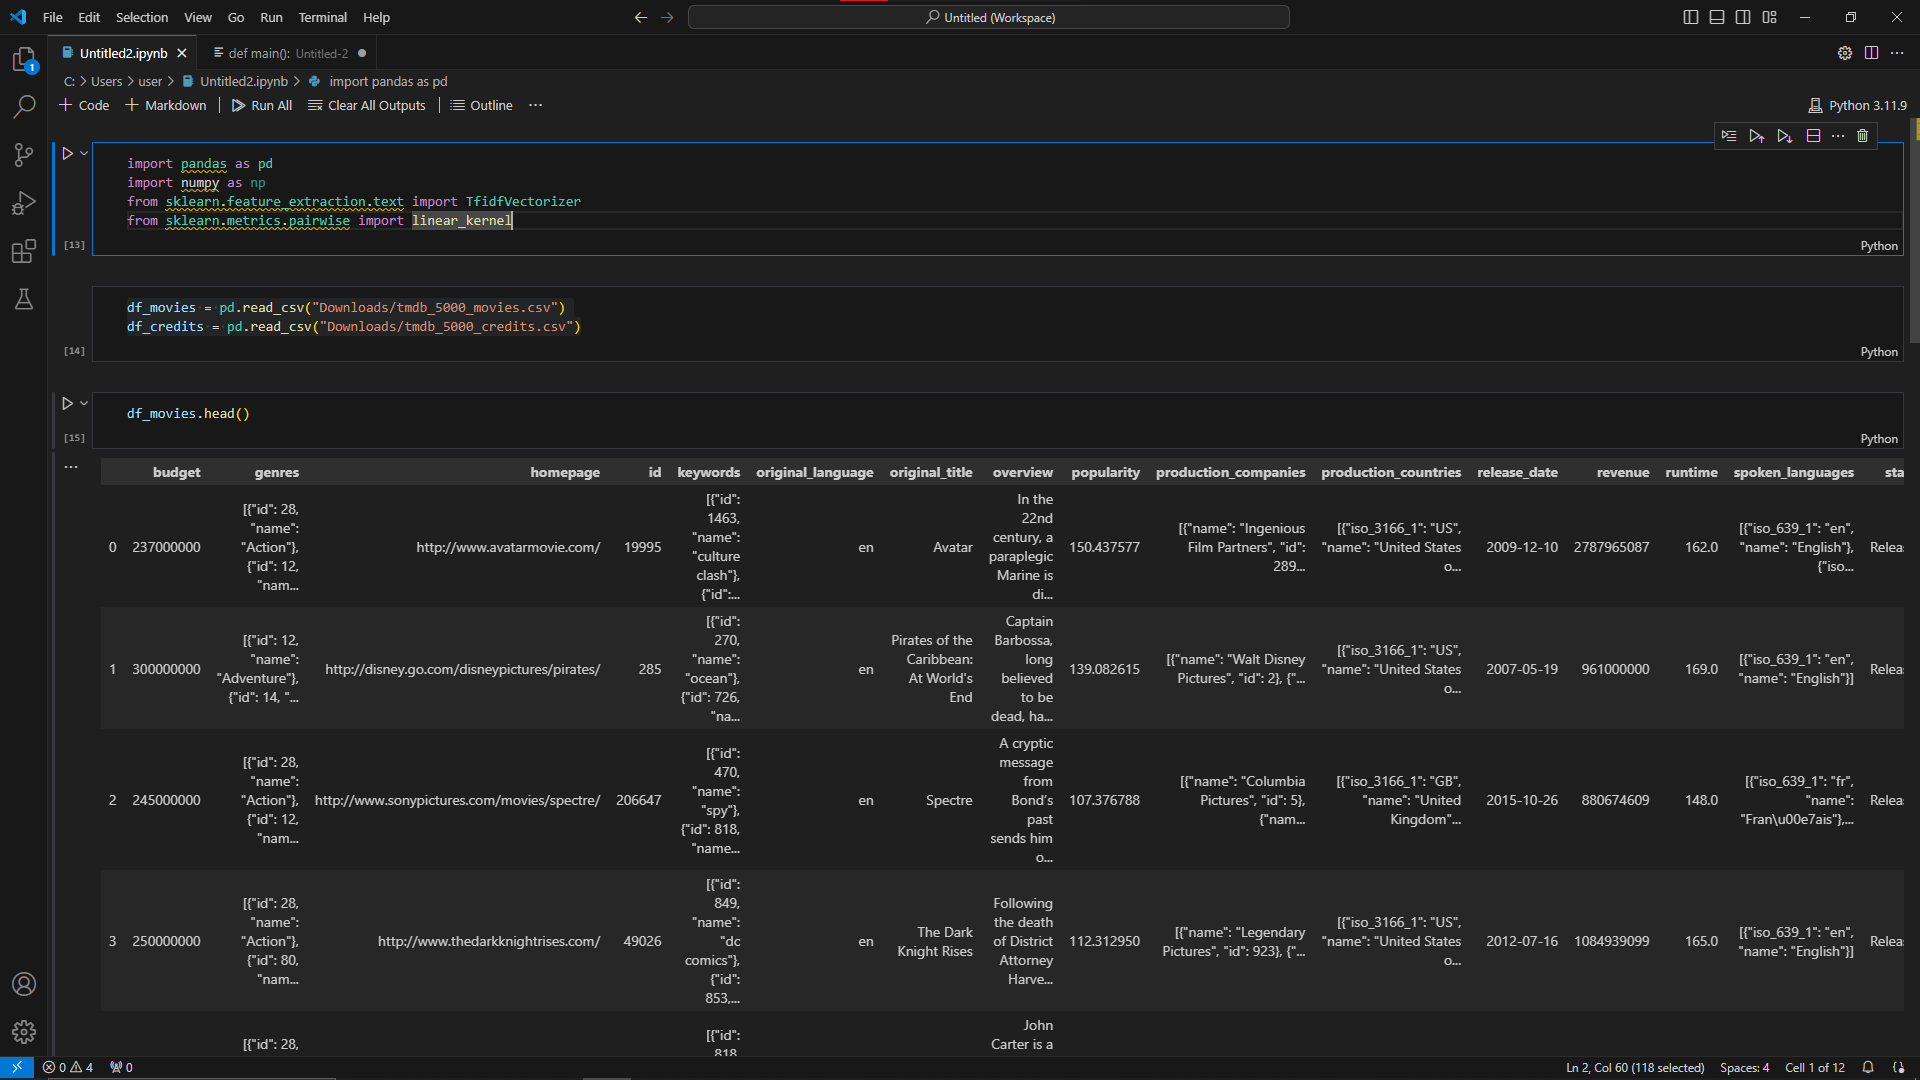 File Edit Selection View Go Run Terminal Help
Untitled (Workspace)
Untitled2.ipynb
def main(): Untitled-2
1
C: > Users > user > Untitled2.ipynb > import pandas as pd
+ Code + Markdown | Run All Clear All Outputs | Outline ...
Python 3.11.9
import pandas as pd
import numpy as np
from sklearn.feature_extraction.text import TfidfVectorizer
from sklearn.metrics.pairwise import linear_kernel
[13]
Python
df_movies = pd.read_csv("Downloads/tmdb_5000_movies.csv")
df_credits = pd.read_csv("Downloads/tmdb_5000_credits.csv")
[14]
Python
df_movies.head()
[15]
Python
...
budget genres homepage id keywords original_language original_title overview popularity production_companies production_countries release_date revenue runtime spoken_languages sta
0 237000000
[{"id": 28,
"name":
"Action"},
{"id": 12,
"nam...
http://www.avatarmovie.com/ 19995
[{"id":
1463,
"name":
"culture
clash"},
{"id":...
en Avatar
In the
22nd
century, a
paraplegic
Marine is
di...
150.437577
[{"name": "Ingenious
Film Partners", "id":
289...
[{"iso_3166_1": "US",
"name": "United States
o...
2009-12-10 2787965087 162.0
[{"iso_639_1": "en",
"name": "English"},
{"iso...
Relea
1 300000000
[{"id": 12,
"name":
"Adventure"},
{"id": 14, "...
http://disney.go.com/disneypictures/pirates/ 285
[{"id":
270,
"name":
"ocean"},
{"id": 726,
"na...
en
Pirates of the
Caribbean:
At World's
End
Captain
Barbossa,
long
believed
to be
dead, ha...
139.082615
[{"name": "Walt Disney
Pictures", "id": 2}, {"...
[{"iso_3166_1": "US",
"name": "United States
o...
2007-05-19 961000000 169.0
[{"iso_639_1": "en",
"name": "English"}]
Relea
2 245000000
[{"id": 28,
"name":
"Action"},
{"id": 12,
"nam...
http://www.sonypictures.com/movies/spectre/ 206647
[{"id":
470,
"name":
"spy"},
{"id": 818,
"name...
en Spectre
A cryptic
message
from
Bond's
past
sends him
o...
107.376788
[{"name": "Columbia
Pictures", "id": 5},
{"nam...
[{"iso_3166_1": "GB",
"name": "United
Kingdom"...
2015-10-26 880674609 148.0
[{"iso_639_1": "fr",
"name":
"Fran\u00e7ais"},...
Relea
3 250000000
[{"id": 28,
"name":
"Action"},
{"id": 80,
"nam...
http://www.thedarkknightrises.com/ 49026
[{"id":
849,
"name":
"dc
comics"},
{"id":
853,...
en
The Dark
Knight Rises
Following
the death
of District
Attorney
Harve...
112.312950
[{"name": "Legendary
Pictures", "id": 923}, {"...
[{"iso_3166_1": "US",
"name": "United States
o...
2012-07-16 1084939099 165.0
[{"iso_639_1": "en",
"name": "English"}]
Relea
[{"id": 28,
[{"id":
818,
John
Carter is a
0 4 0
Ln 2, Col 60 (118 selected) Spaces: 4 Cell 1 of 12